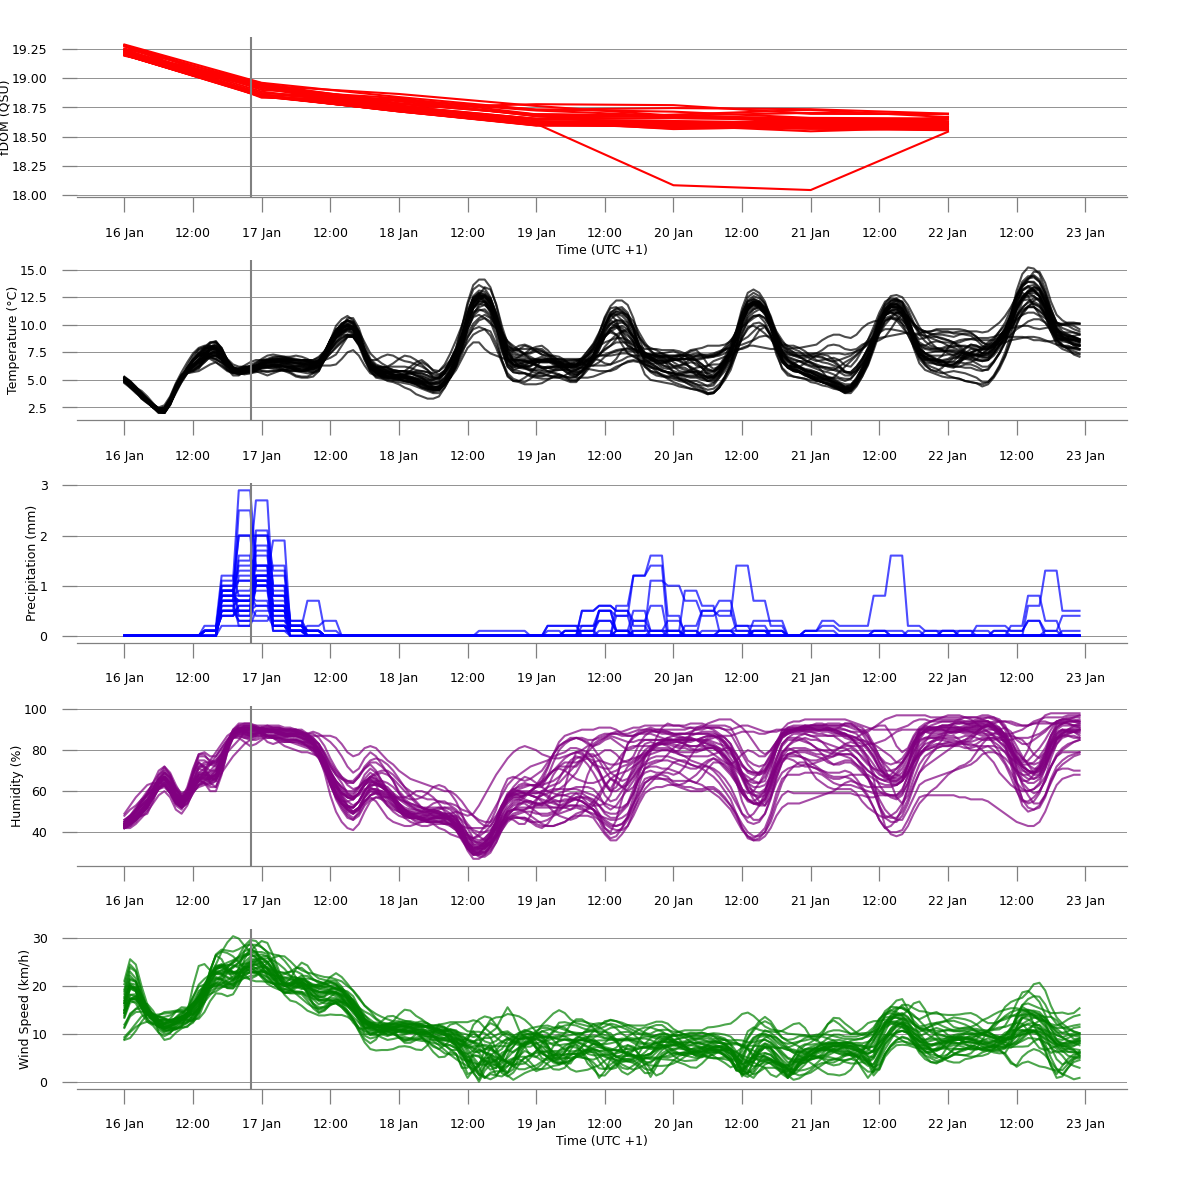 19.25
19.00
18.75
18.50
18.25
18.00
fDOM (QSU)
16 Jan 12:00 17 Jan 12:00 18 Jan 12:00 19 Jan 12:00 20 Jan 12:00 21 Jan 12:00 22 Jan 12:00 23 Jan
Time (UTC +1)
15.0
12.5
10.0
7.5
5.0
2.5
Temperature (°C)
16 Jan 12:00 17 Jan 12:00 18 Jan 12:00 19 Jan 12:00 20 Jan 12:00 21 Jan 12:00 22 Jan 12:00 23 Jan
3
2
1
0
Precipitation (mm)
16 Jan 12:00 17 Jan 12:00 18 Jan 12:00 19 Jan 12:00 20 Jan 12:00 21 Jan 12:00 22 Jan 12:00 23 Jan
100
80
60
40
Humidity (%)
16 Jan 12:00 17 Jan 12:00 18 Jan 12:00 19 Jan 12:00 20 Jan 12:00 21 Jan 12:00 22 Jan 12:00 23 Jan
30
20
10
0
Wind Speed (km/h)
16 Jan 12:00 17 Jan 12:00 18 Jan 12:00 19 Jan 12:00 20 Jan 12:00 21 Jan 12:00 22 Jan 12:00 23 Jan
Time (UTC +1)